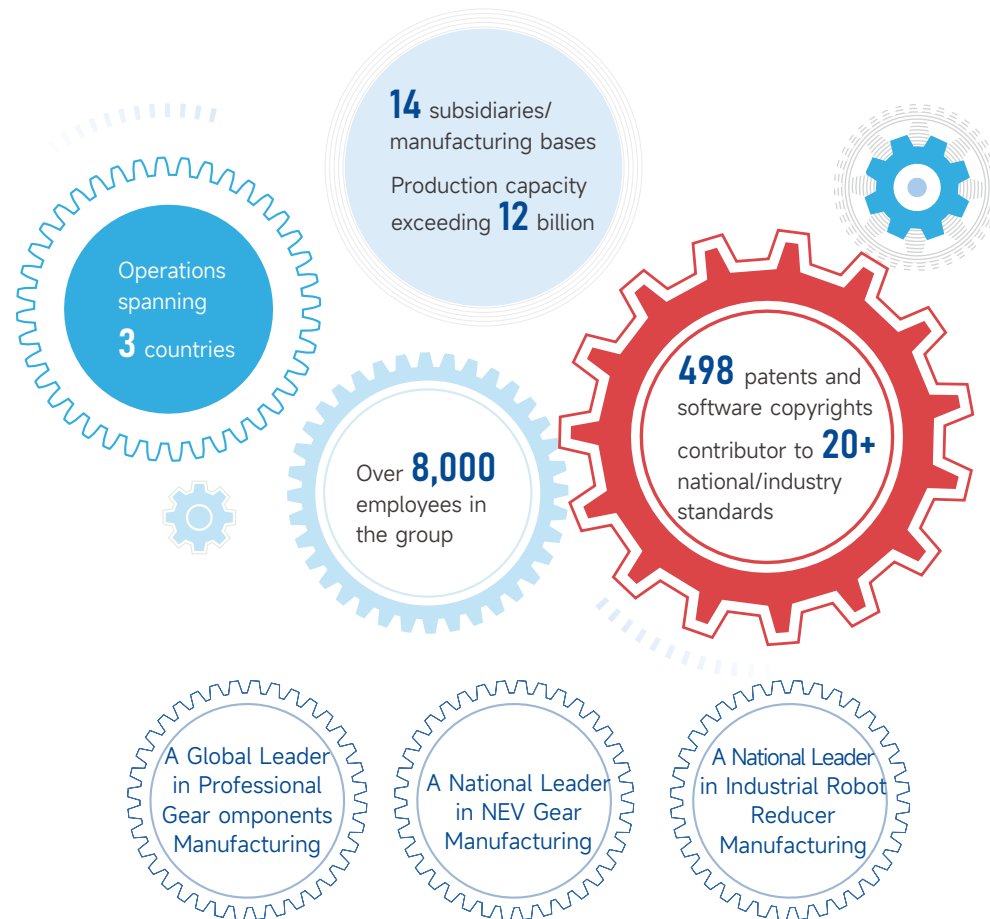 14 subsidiaries/
manufacturing bases
Production capacity
exceeding 12 billion
Operations
spanning
3 countries
498 patents and
software copyrights
contributor to 20+
national/industry
standards
Over 8,000
employees in
the group
A Global Leader
in Professional
Gear omponents
Manufacturing
A National Leader
in NEV Gear
Manufacturing
A National Leader
in Industrial Robot
Reducer
Manufacturing